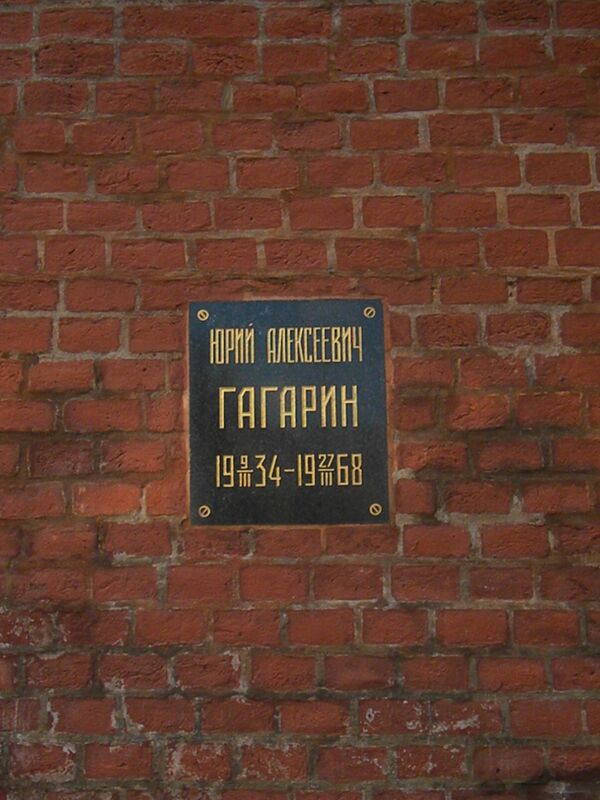 ЮРИЙ АЛЕКСЕЕВИЧ
ГАГАРИН
19 9/III 34–19 27/III 68